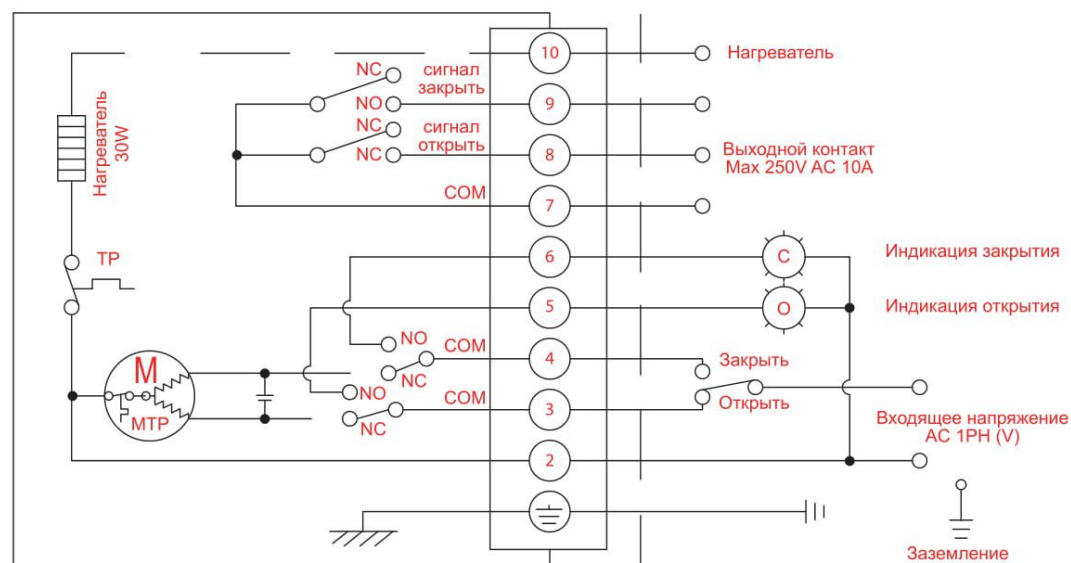 10
Нагреватель
NC
сигнал
закрыть
NO
9
NC
сигнал
открыть
NC
8
Выходной контакт
Max 250V AC 10A
Нагреватель
30W
COM
7
TP
6
C
Индикация закрытия
5
O
Индикация открытия
NO
COM
4
Закрыть
NC
M
MTP
NO
COM
3
Открыть
NC
Входящее напряжение
AC 1PH (V)
2
Заземление